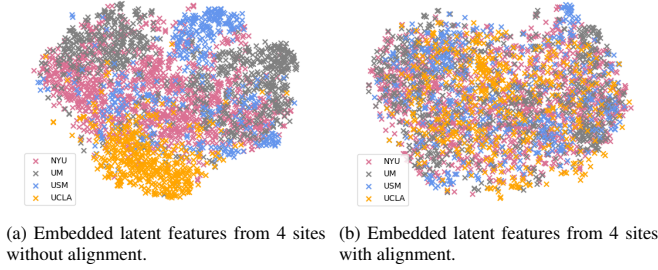 NYU
UM
USM
UCLA
NYU
UM
USM
UCLA
(a) Embedded latent features from 4 sites
without alignment.
(b) Embedded latent features from 4 sites
with alignment.